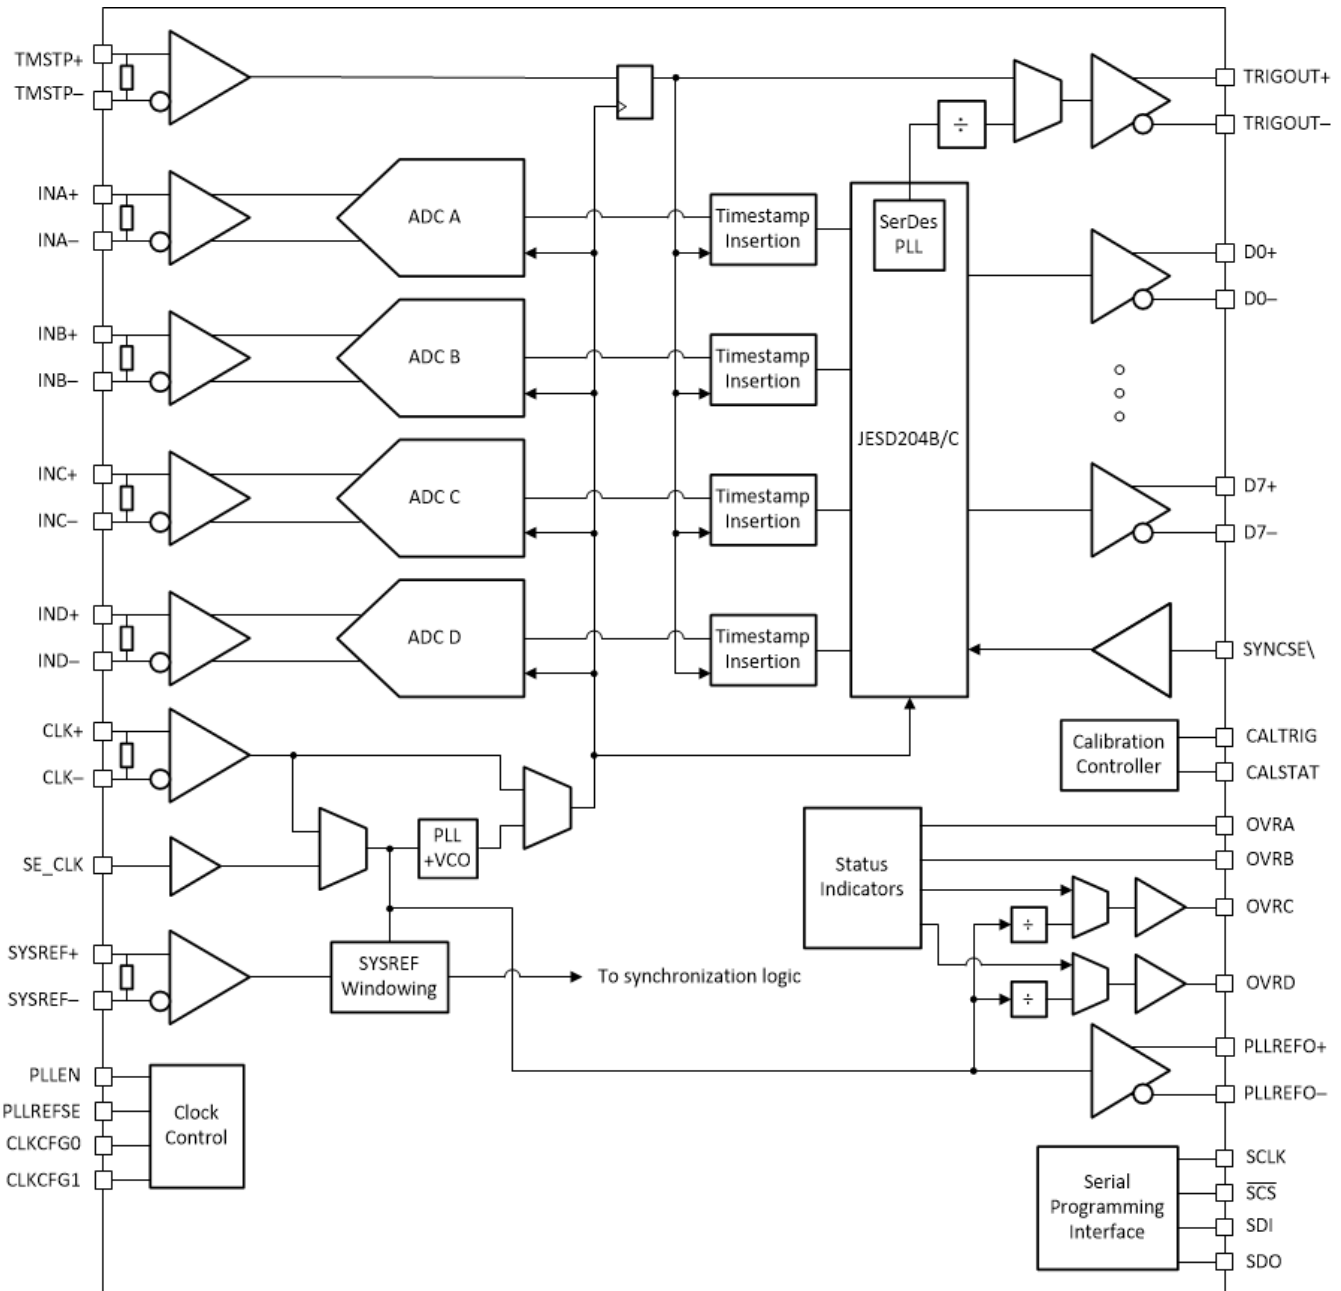 TMSTP+
TMSTP–
INA+
INA–
INB+
INB–
INC+
INC–
IND+
IND–
CLK+
CLK–
SE_CLK
SYSREF+
SYSREF–
PLLEN
PLLREFSE
CLKCFG0
CLKCFG1
ADC A
ADC B
ADC C
ADC D
PLL
+VCO
SYSREF
Windowing
To synchronization logic
Clock
Control
Timestamp
Insertion
Timestamp
Insertion
Timestamp
Insertion
Timestamp
Insertion
÷
SerDes
PLL
JESD204B/C
Calibration
Controller
Status
Indicators
÷
÷
Serial
Programming
Interface
TRIGOUT+
TRIGOUT–
D0+
D0–
D7+
D7–
SYNCSE\
CALTRIG
CALSTAT
OVRA
OVRB
OVRC
OVRD
PLLREFO+
PLLREFO–
SCLK
SCS
SDI
SDO